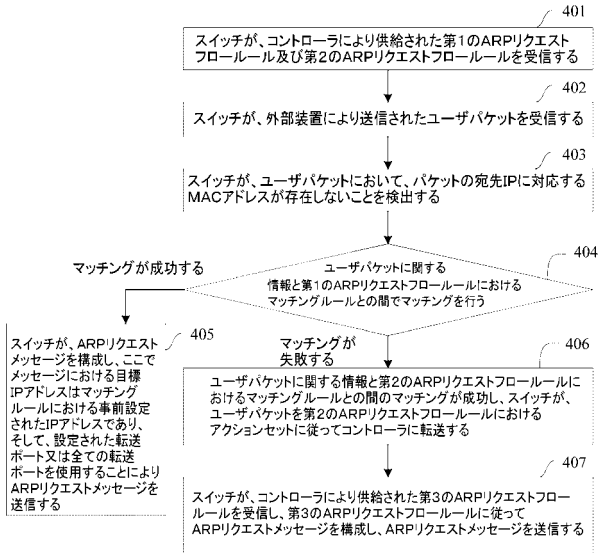 401
スイッチが、コントローラにより供給された第1のARPリクエスト
フロールール及び第2のARPリクエストフロールールを受信する
402
スイッチが、外部装置により送信されたユーザパケットを受信する
403
スイッチが、ユーザパケットにおいて、パケットの宛先IPに対応する
MACアドレスが存在しないことを検出する
404
ユーザパケットに関する
情報と第1のARPリクエストフロールールにおける
マッチングルールとの間でマッチングを行う
マッチングが成功する
405
スイッチが、ARPリクエスト
メッセージを構成し、ここで
メッセージにおける目標
IPアドレスはマッチング
ルールにおける事前設定
されたIPアドレスであり、
そして、設定された転送
ポート又は全ての転送
ポートを使用することにより
ARPリクエストメッセージを
送信する
マッチングが
失敗する
406
ユーザパケットに関する情報と第2のARPリクエストフロールールに
おけるマッチングルールとの間のマッチングが成功し、スイッチが、
ユーザパケットを第2のARPリクエストフロールールにおける
アクションセットに従ってコントローラに転送する
407
スイッチが、コントローラにより供給された第3のARPリクエストフロー
ルールを受信し、第3のARPリクエストフロールールに従って
ARPリクエストメッセージを構成し、ARPリクエストメッセージを送信する